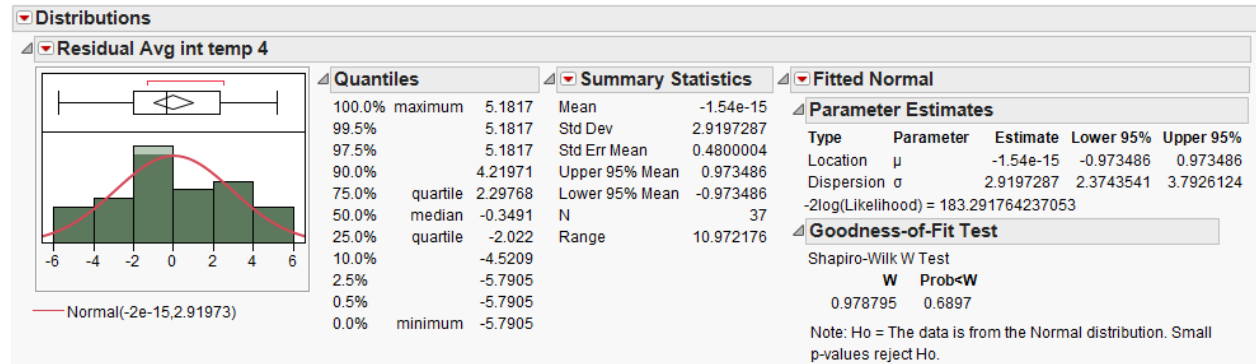 Distributions
Residual Avg int temp 4
-6 -4 -2 0 2 4 6
Normal(-2e-15,2.91973)
Quantiles
100.0% maximum 5.1817
99.5% 5.1817
97.5% 5.1817
90.0% 4.21971
75.0% quartile 2.29768
50.0% median -0.3491
25.0% quartile -2.022
10.0% -4.5209
2.5% -5.7905
0.5% -5.7905
0.0% minimum -5.7905
Summary Statistics
Mean -1.54e-15
Std Dev 2.9197287
Std Err Mean 0.4800004
Upper 95% Mean 0.973486
Lower 95% Mean -0.973486
N 37
Range 10.972176
Fitted Normal
Parameter Estimates
Type Parameter Estimate Lower 95% Upper 95%
Location μ -1.54e-15 -0.973486 0.973486
Dispersion σ 2.9197287 2.3743541 3.7926124
-2log(Likelihood) = 183.291764237053
Goodness-of-Fit Test
Shapiro-Wilk W Test
W Prob<W
0.978795 0.6897
Note: Ho = The data is from the Normal distribution. Small
p-values reject Ho.